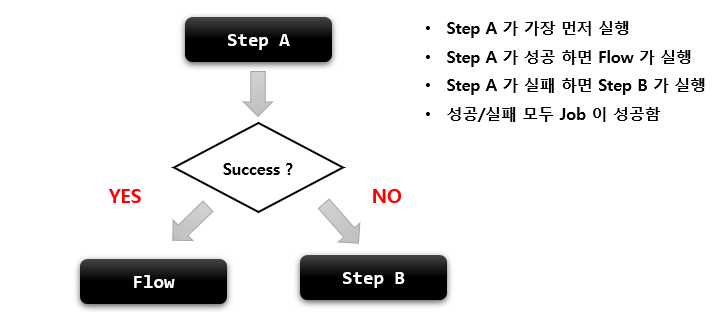 Step A
Success ?
YES
NO
Flow
Step B
• Step A 가 가장 먼저 실행
• Step A 가 성공 하면 Flow 가 실행
• Step A 가 실패 하면 Step B 가 실행
• 성공/실패 모두 Job 이 성공함